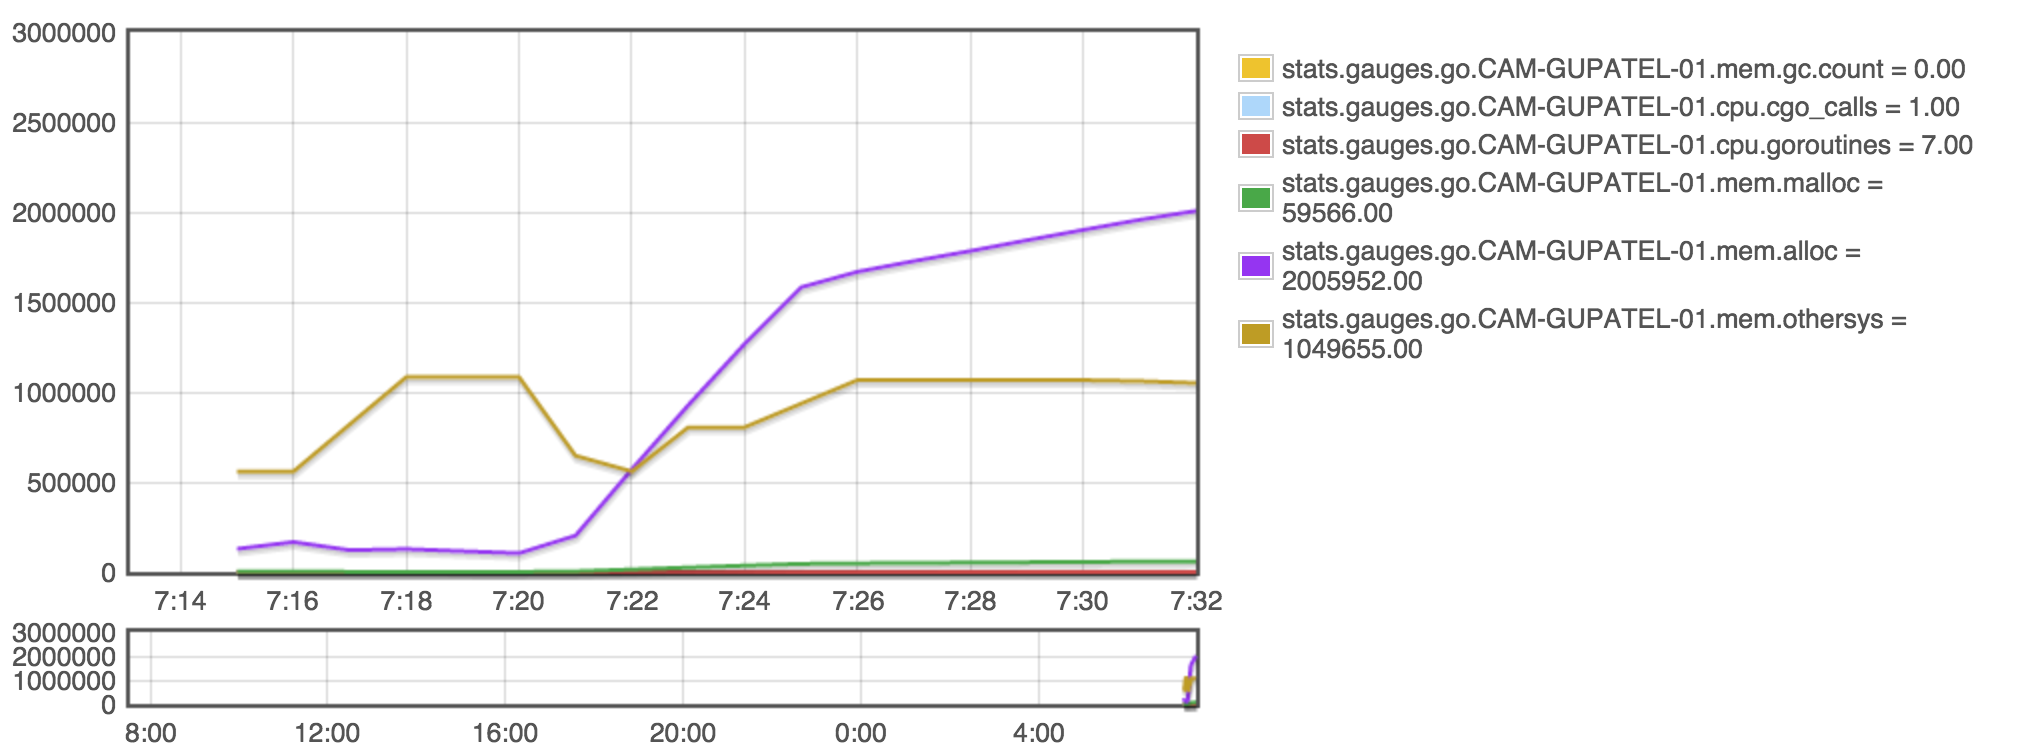 3000000
2500000
2000000
1500000
1000000
500000
0
7:14 7:16 7:18 7:20 7:22 7:24 7:26 7:28 7:30 7:32
stats.gauges.go.CAM-GUPATEL-01.mem.gc.count = 0.00
stats.gauges.go.CAM-GUPATEL-01.cpu.cgo_calls = 1.00
stats.gauges.go.CAM-GUPATEL-01.cpu.goroutines = 7.00
stats.gauges.go.CAM-GUPATEL-01.mem.malloc =
59566.00
stats.gauges.go.CAM-GUPATEL-01.mem.alloc =
2005952.00
stats.gauges.go.CAM-GUPATEL-01.mem.othersys =
1049655.00
3000000
2000000
1000000
0
8:00 12:00 16:00 20:00 0:00 4:00